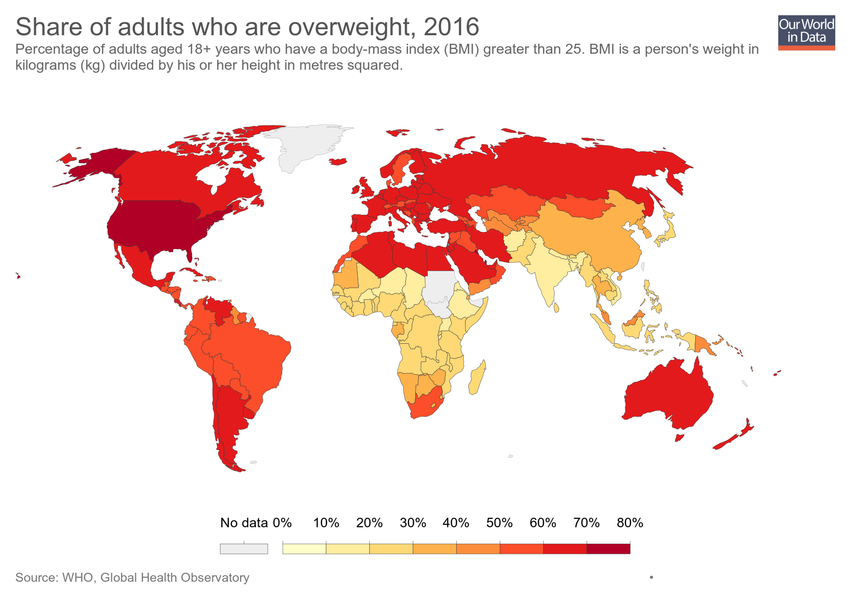 Share of adults who are overweight, 2016
Our World
in Data
Percentage of adults aged 18+ years who have a body-mass index (BMI) greater than 25. BMI is a person's weight in
kilograms (kg) divided by his or her height in metres squared.
No data 0% 10% 20% 30% 40% 50% 60% 70% 80%
Source: WHO, Global Health Observatory